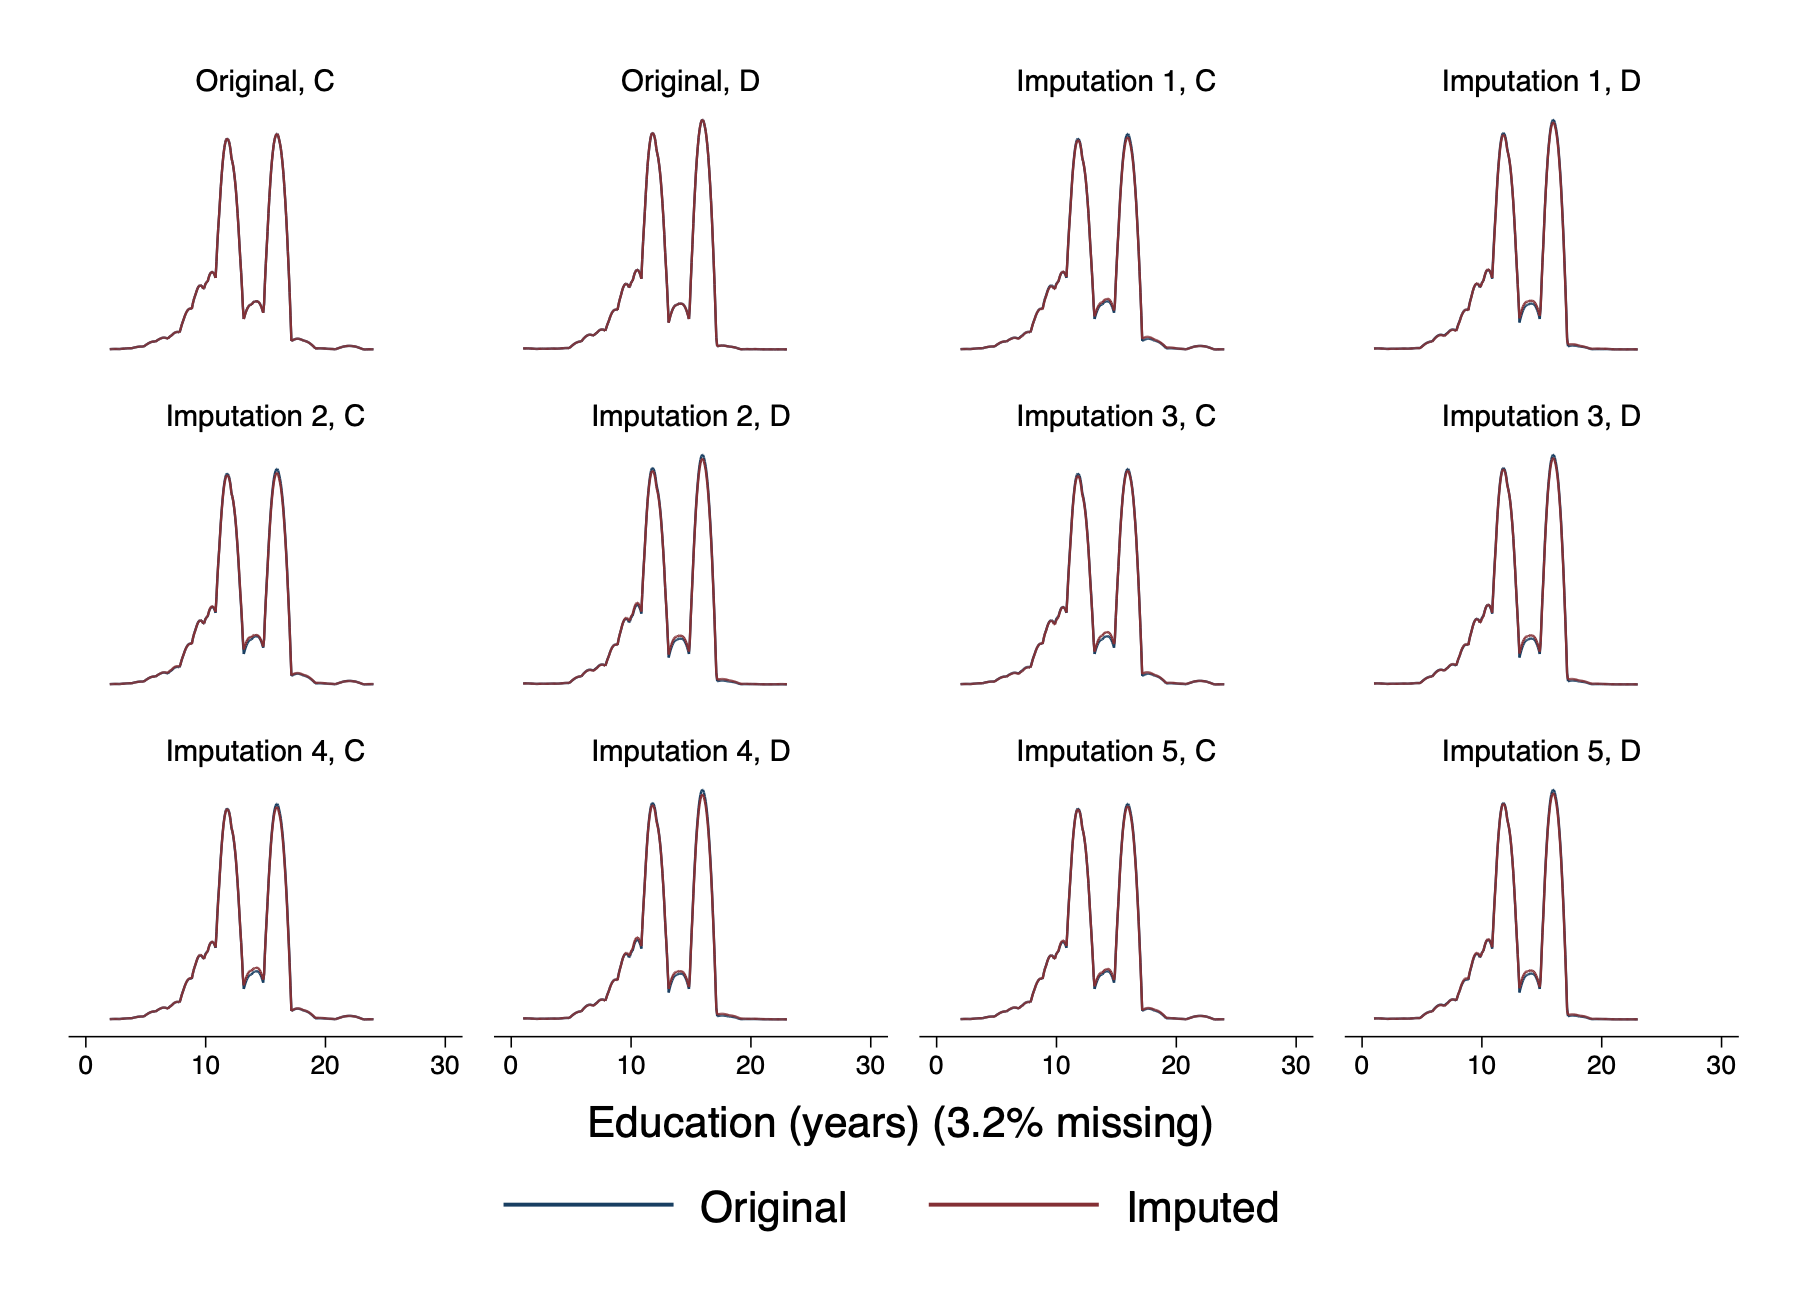 Original, C
Original, D
Imputation 1, C
Imputation 1, D
Imputation 2, C
Imputation 2, D
Imputation 3, C
Imputation 3, D
Imputation 4, C
Imputation 4, D
Imputation 5, C
Imputation 5, D
0 10 20 30
0 10 20 30
0 10 20 30
0 10 20 30
Education (years) (3.2% missing)
Original
Imputed